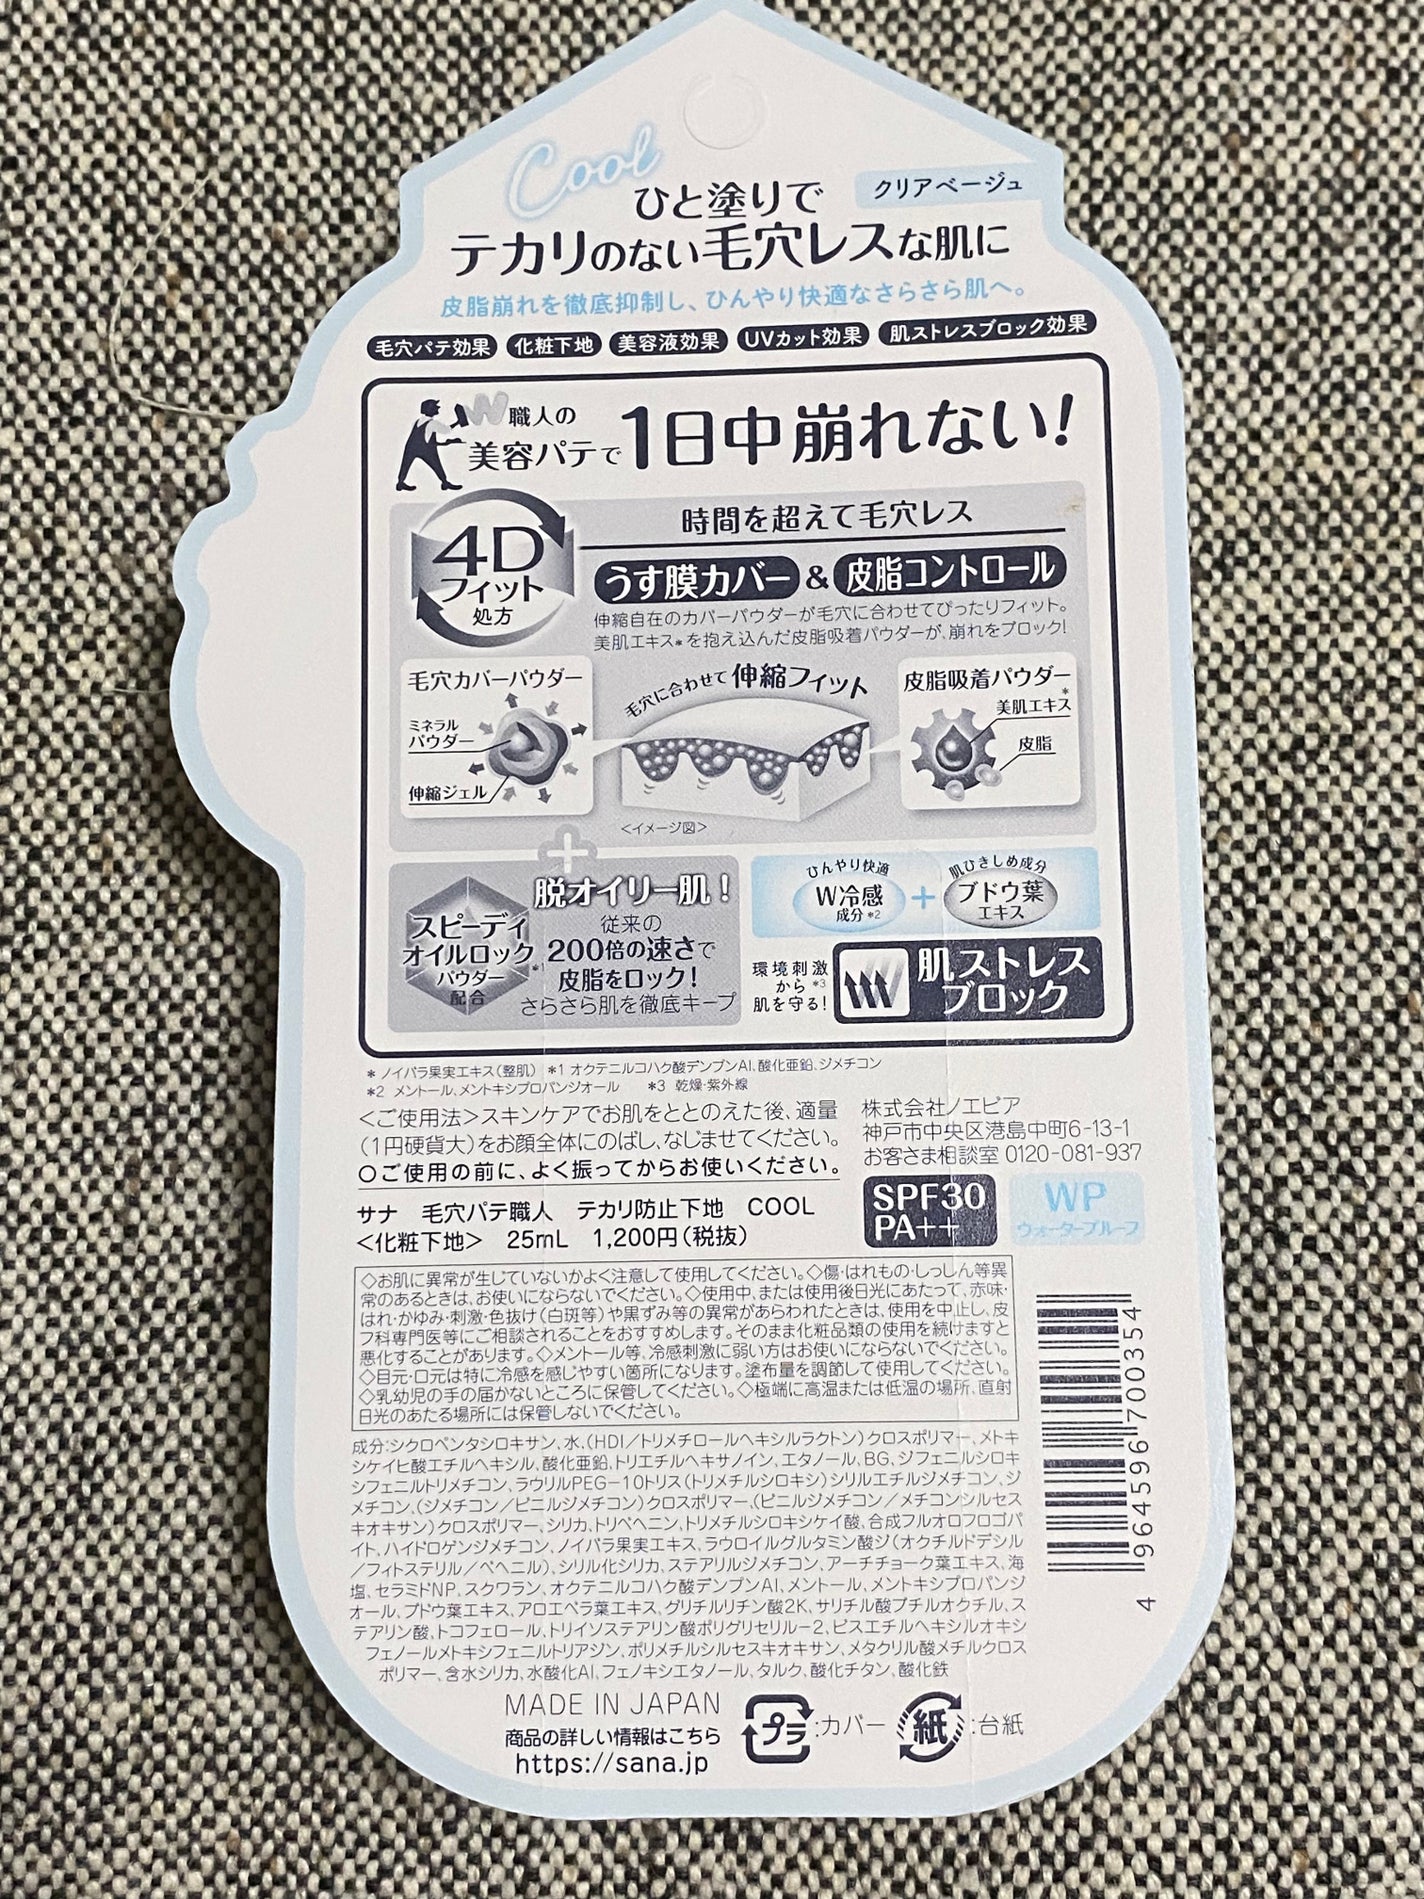 Cool
クリアベージュ
ひと塗りで
テカリのない毛穴レスな肌に
皮脂崩れを徹底抑制し、ひんやり快適なさらさら肌へ。
毛穴パテ効果 化粧下地 美容液効果 UVカット効果 肌ストレスブロック効果
W職人の
美容パテで1日中崩れない!
4D
フィット
処方
時間を超えて毛穴レス
うす膜カバー & 皮脂コントロール
伸縮自在のカバーパウダーが毛穴に合わせてぴったりフィット。
美肌エキス*を抱え込んだ皮脂吸着パウダーが、崩れをブロック!
毛穴カバーパウダー
ミネラル
パウダー
伸縮ジェル
毛穴に合わせて伸縮フィット
<イメージ図>
皮脂吸着パウダー
美肌エキス*
皮脂
+
スピーディ
オイルロック
パウダー*1
配合
脱オイリー肌!
従来の
200倍の速さで
皮脂をロック!
さらさら肌を徹底キープ
ひんやり快適
W冷感
成分*2
+
肌ひきしめ成分
ブドウ葉
エキス
環境刺激
から*3
肌を守る!
肌ストレス
ブロック
* ノイバラ果実エキス(整肌) *1 オクテニルコハク酸デンプンAl、酸化亜鉛、ジメチコン
*2 メントール、メントキシプロパンジオール *3 乾燥・紫外線
<ご使用法>スキンケアでお肌をととのえた後、適量
(1円硬貨大)をお顔全体にのばし、なじませてください。
○ご使用の前に、よく振ってからお使いください。
株式会社ノエビア
神戸市中央区港島中町6-13-1
お客さま相談室 0120-081-937
サナ 毛穴パテ職人 テカリ防止下地 COOL
<化粧下地> 25mL 1,200円(税抜)
SPF30
PA++
WP
ウォータープルーフ
◇お肌に異常が生じていないかよく注意して使用してください。◇傷・はれもの・しっしん等異
常のあるときは、お使いにならないでください。◇使用中、または使用後日光にあたって、赤味・
はれ・かゆみ・刺激・色抜け(白斑等)や黒ずみ等の異常があらわれたときは、使用を中止し、皮
フ科専門医等にご相談されることをおすすめします。そのまま化粧品類の使用を続けますと
悪化することがあります。◇メントール等、冷感刺激に弱い方はお使いにならないでください。
◇目元・口元は特に冷感を感じやすい箇所になります。塗布量を調節して使用してください。
◇乳幼児の手の届かないところに保管してください。◇極端に高温または低温の場所、直射
日光のあたる場所には保管しないでください。
成分:シクロペンタシロキサン、水、(HDI/トリメチロールヘキシルラクトン)クロスポリマー、メトキ
シケイヒ酸エチルヘキシル、酸化亜鉛、トリエチルヘキサノイン、エタノール、BG、ジフェニルシロキ
シフェニルトリメチコン、ラウリルPEG-10トリス(トリメチルシロキシ)シリルエチルジメチコン、ジ
メチコン、(ジメチコン/ビニルジメチコン)クロスポリマー、(ビニルジメチコン/メチコンシルセス
キオキサン)クロスポリマー、シリカ、トリベヘニン、トリメチルシロキシケイ酸、合成フルオロフロゴパ
イト、ハイドロゲンジメチコン、ノイバラ果実エキス、ラウロイルグルタミン酸ジ(オクチルドデシル
/フィトステリル/ベヘニル)、シリル化シリカ、ステアリルジメチコン、アーチチョーク葉エキス、海
塩、セラミドNP、スクワラン、オクテニルコハク酸デンプンAl、メントール、メントキシプロパンジ
オール、ブドウ葉エキス、アロエベラ葉エキス、グリチルリチン酸2K、サリチル酸ブチルオクチル、ス
テアリン酸、トコフェロール、トリイソステアリン酸ポリグリセリル-2、ビスエチルヘキシルオキシ
フェノールメトキシフェニルトリアジン、ポリメチルシルセスキオキサン、メタクリル酸メチルクロス
ポリマー、含水シリカ、水酸化Al、フェノキシエタノール、タルク、酸化チタン、酸化鉄
4 964596 700354
MADE IN JAPAN
商品の詳しい情報はこちら
https://sana.jp
プラ:カバー 紙:台紙